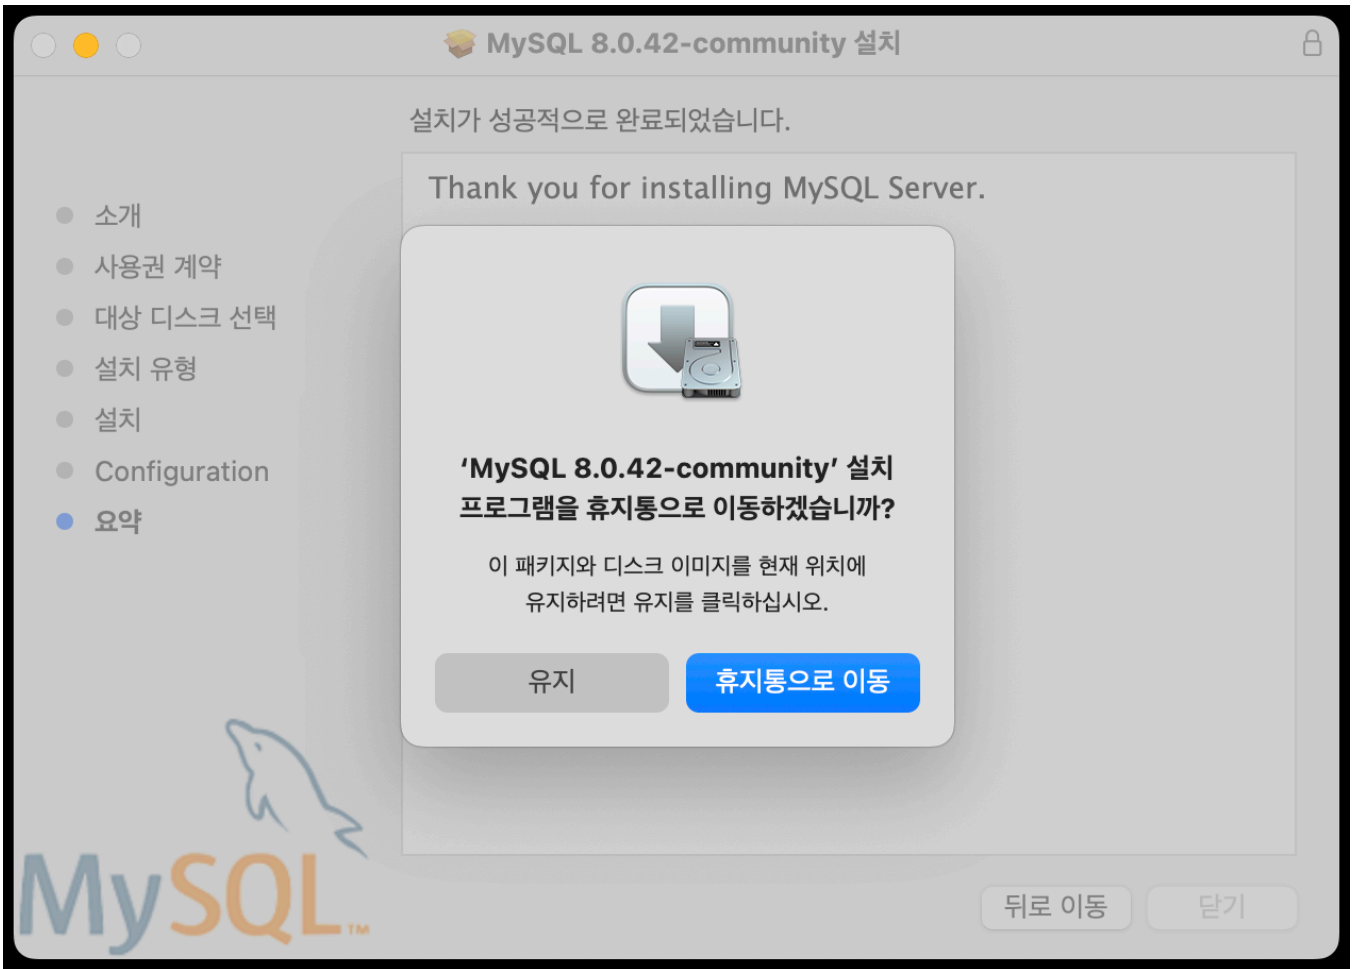 MySQL 8.0.42-community 설치
설치가 성공적으로 완료되었습니다.
Thank you for installing MySQL Server.
소개
사용권 계약
대상 디스크 선택
설치 유형
설치
Configuration
요약
‘MySQL 8.0.42-community’ 설치
프로그램을 휴지통으로 이동하겠습니까?
이 패키지와 디스크 이미지를 현재 위치에
유지하려면 유지를 클릭하십시오.
유지
휴지통으로 이동
MySQL™
뒤로 이동
닫기